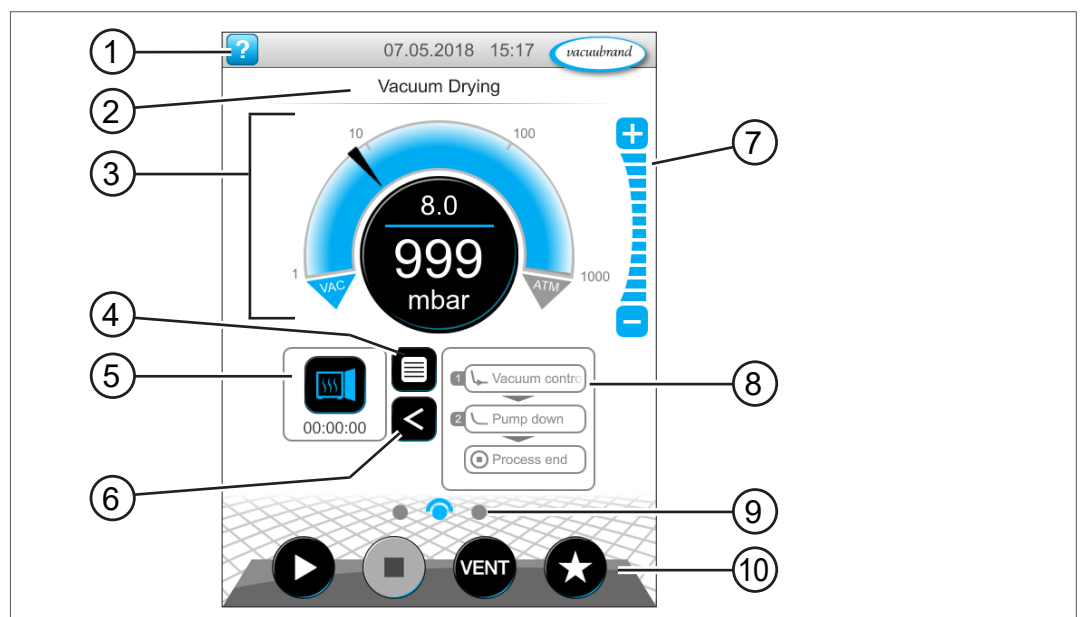 1
?
07.05.2018 15:17
vacuubrand
2
Vacuum Drying
3
10
100
+
7
8.0
999
mbar
1
VAC
ATM
1000
−
4
5
1 Vacuum contro
8
<
2 Pump down
00:00:00
Process end
6
9
VENT
10